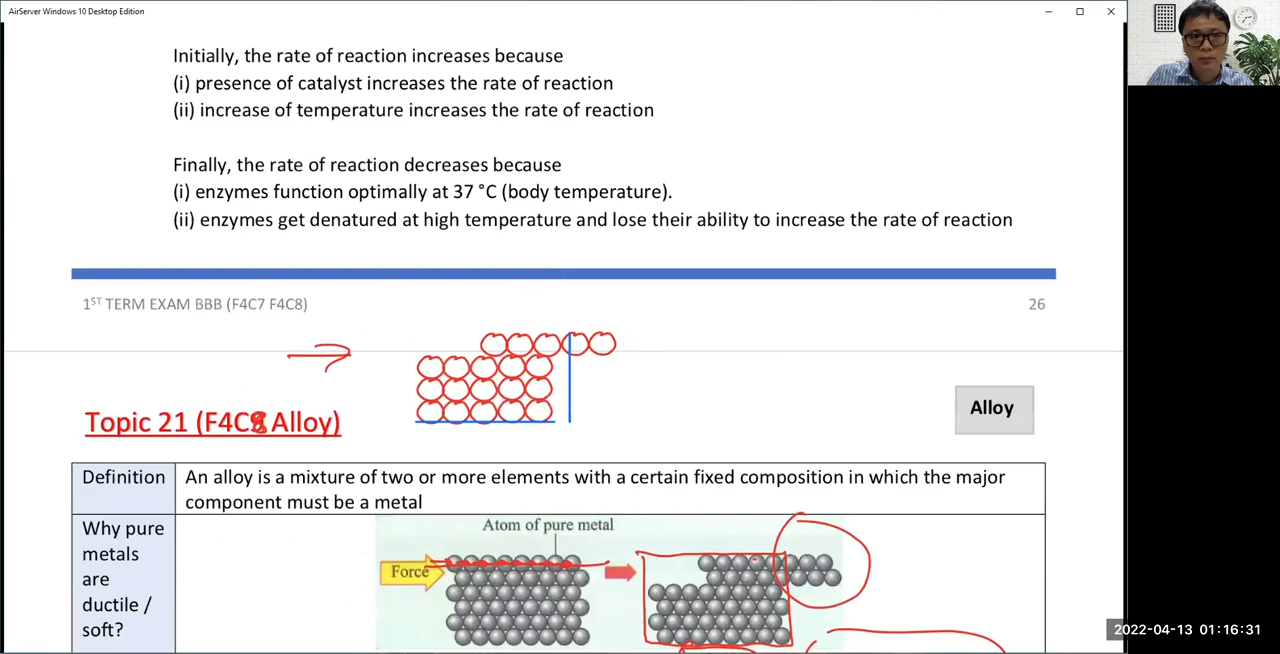 AirServer Windows 10 Desktop Edition
Initially, the rate of reaction increases because
(i) presence of catalyst increases the rate of reaction
(ii) increase of temperature increases the rate of reaction
Finally, the rate of reaction decreases because
(i) enzymes function optimally at 37 °C (body temperature).
(ii) enzymes get denatured at high temperature and lose their ability to increase the rate of reaction
1ST TERM EXAM BBB (F4C7 F4C8)
26
Topic 21 (F4C8 Alloy)
Alloy
Definition
An alloy is a mixture of two or more elements with a certain fixed composition in which the major
component must be a metal
Why pure
metals
are
ductile /
soft?
Atom of pure metal
Force
2022-04-13 01:16:31